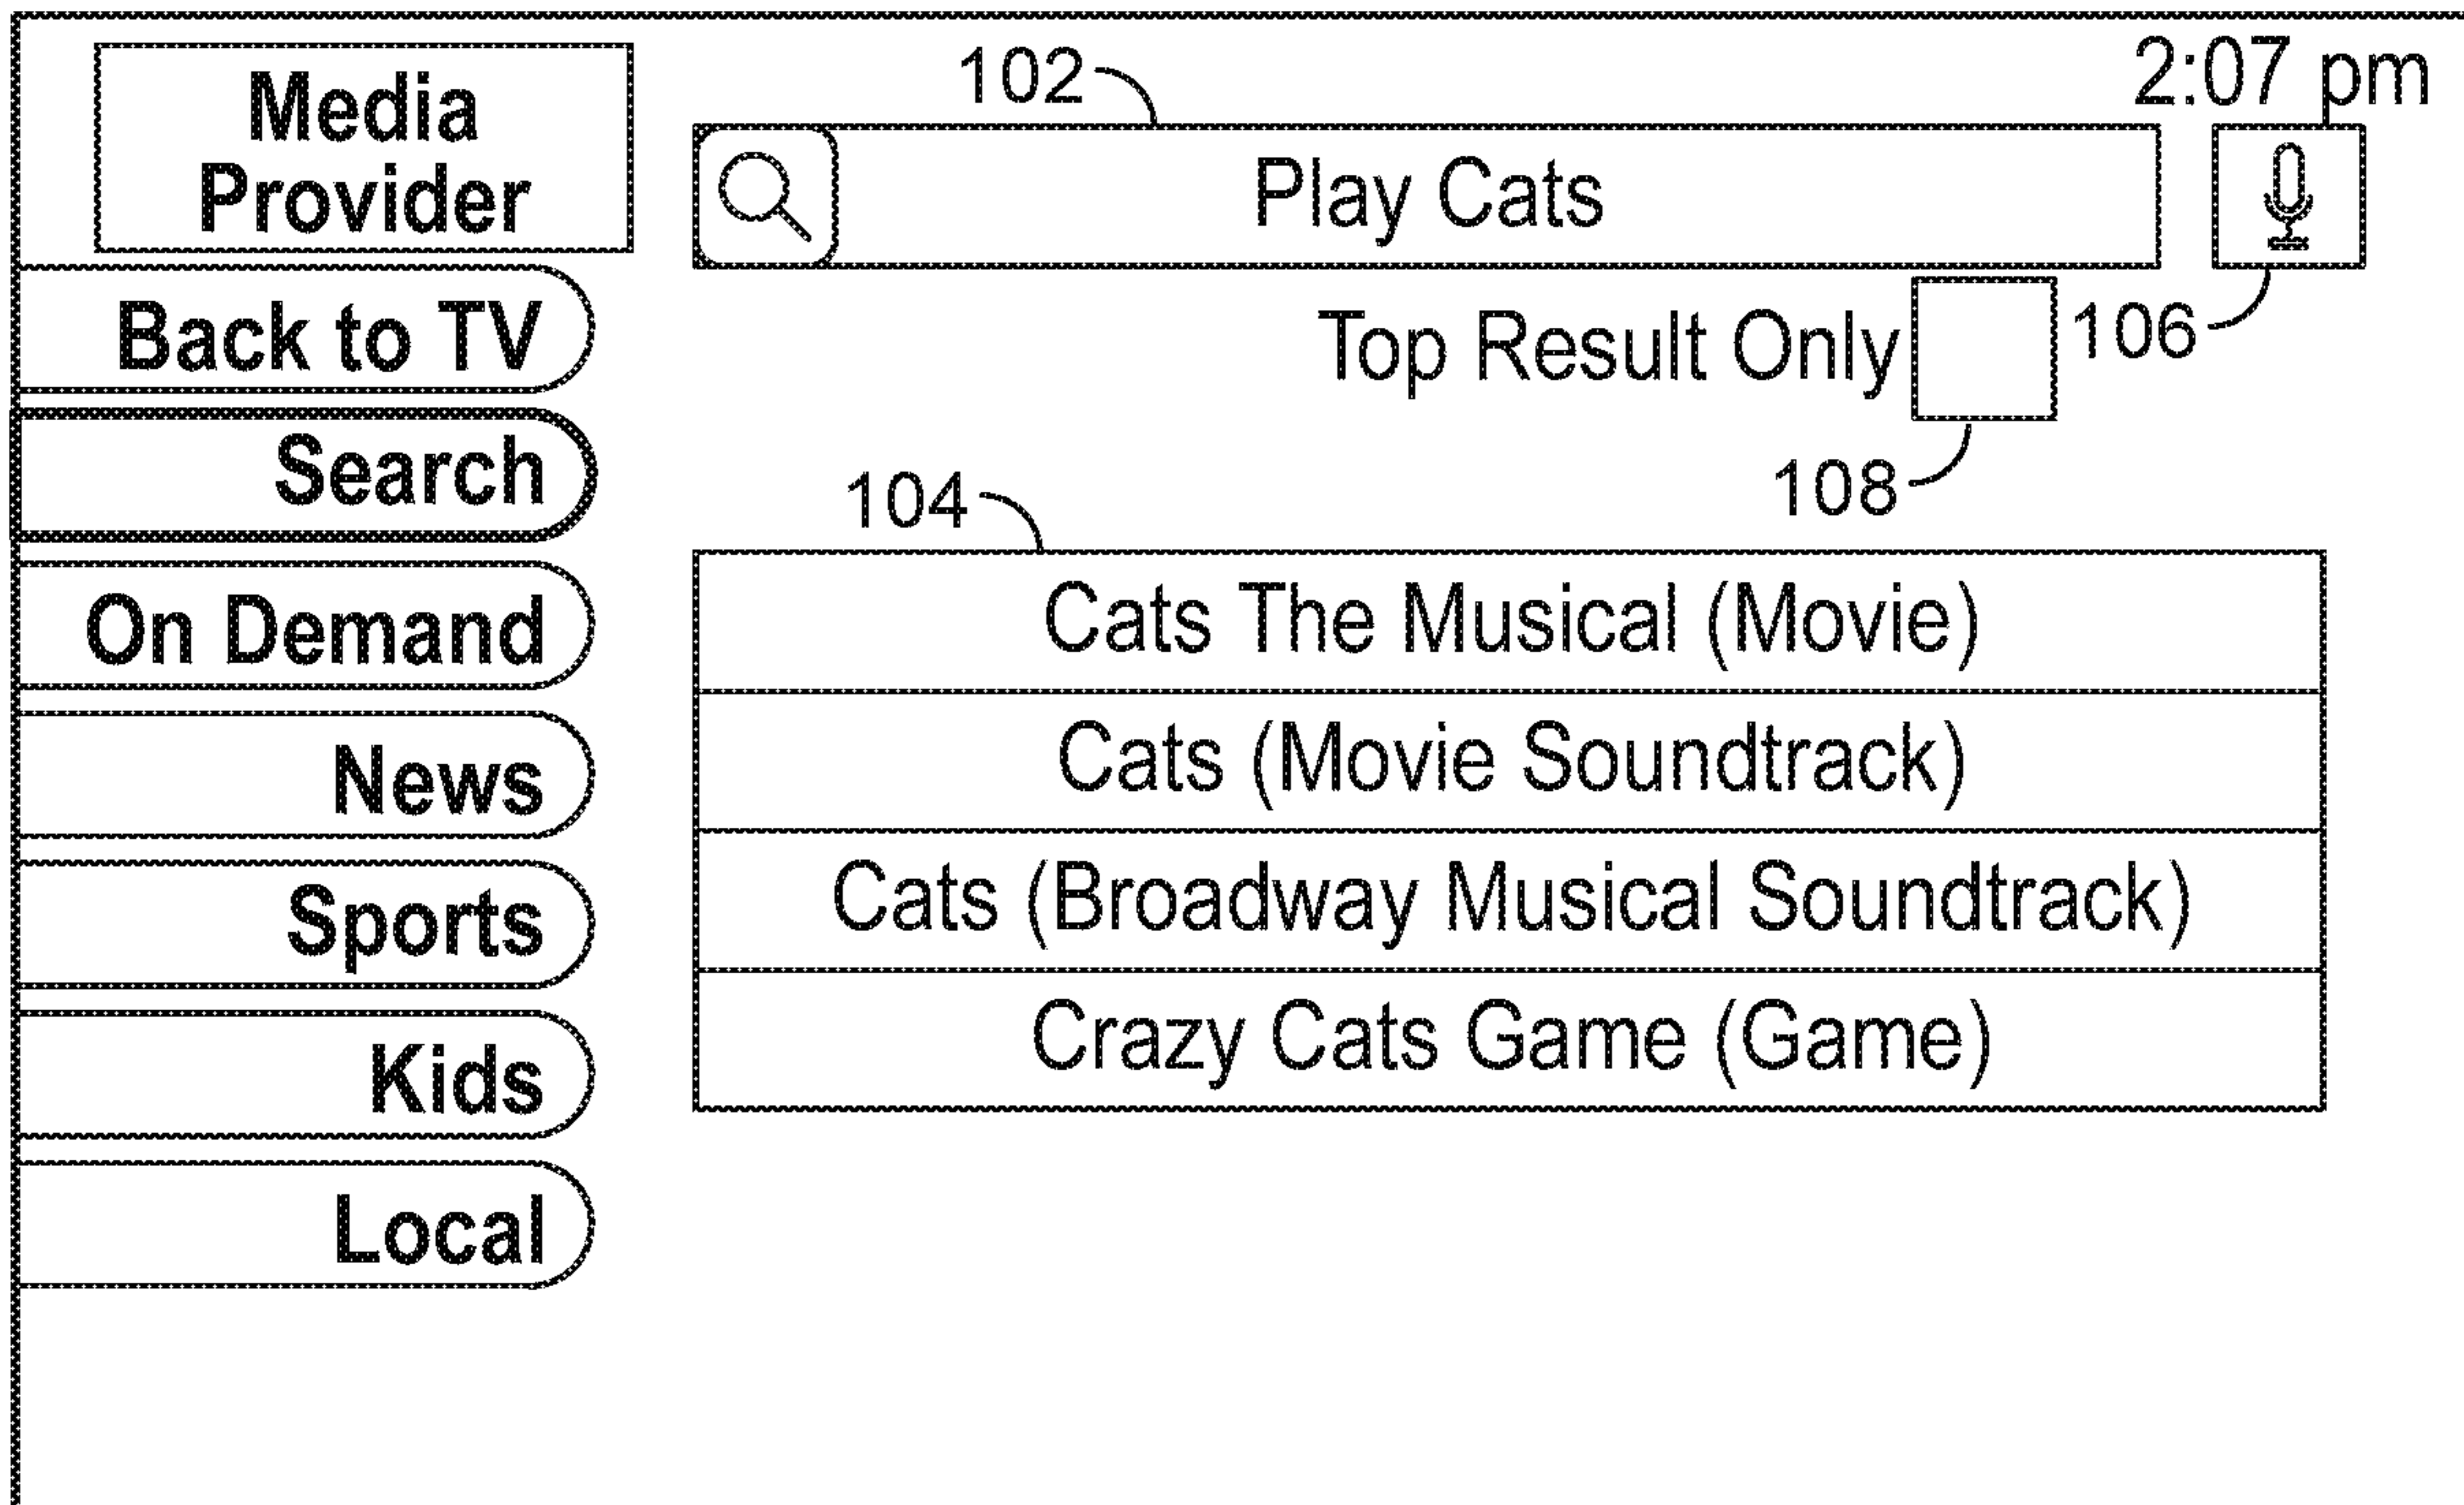 Media
Provider
Back to TV
Search
On Demand
News
Sports
Kids
Local
102
2:07 pm
Play Cats
Top Result Only
106
108
104
Cats The Musical (Movie)
Cats (Movie Soundtrack)
Cats (Broadway Musical Soundtrack)
Crazy Cats Game (Game)